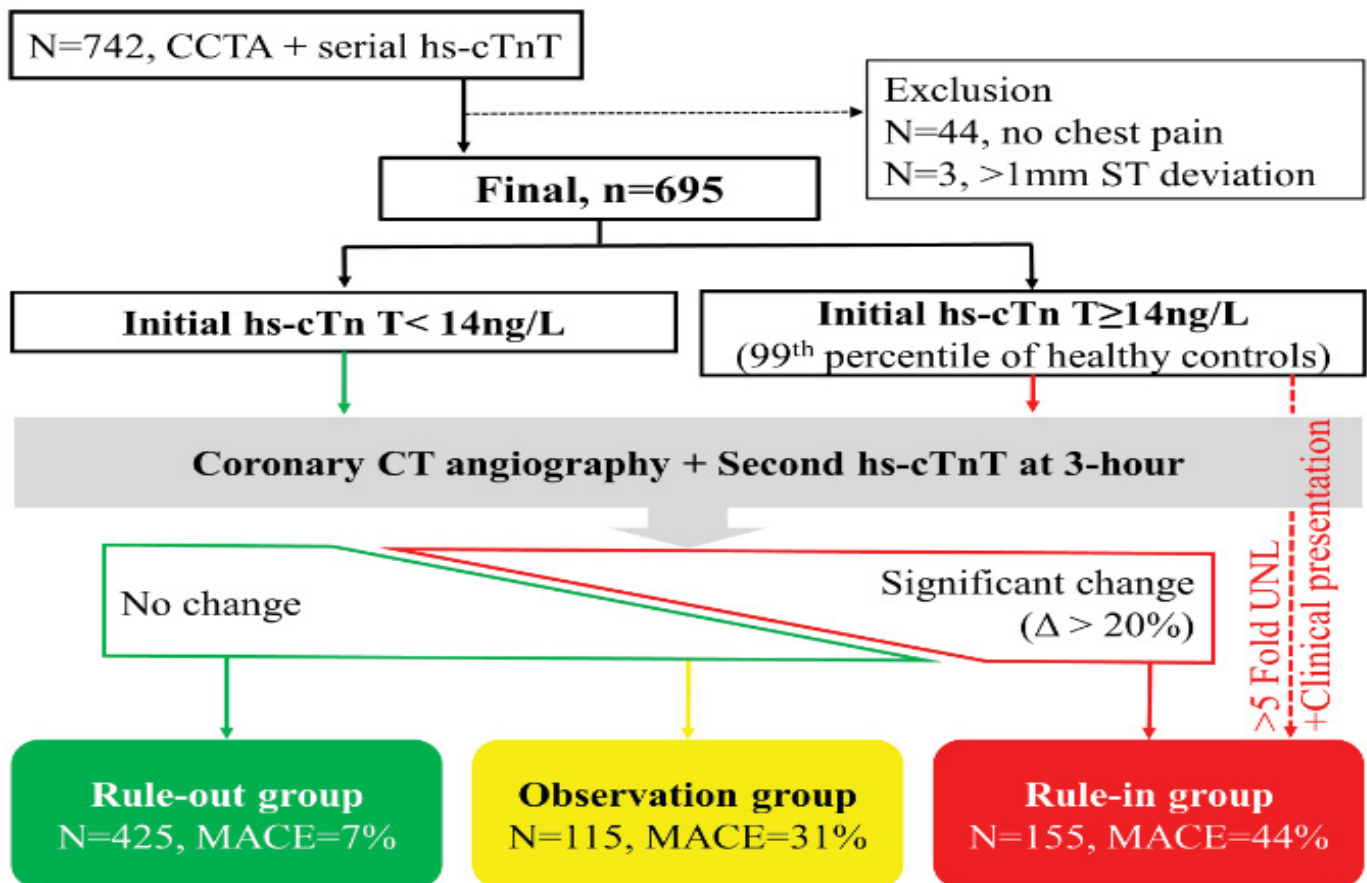 N=742, CCTA + serial hs-cTnT
Exclusion
N=44, no chest pain
N=3, >1mm ST deviation
Final, n=695
Initial hs-cTn T< 14ng/L
Initial hs-cTn T≥14ng/L
(99th percentile of healthy controls)
Coronary CT angiography + Second hs-cTnT at 3-hour
No change
Significant change
(Δ > 20%)
>5 Fold UNL
+Clinical presentation
Rule-out group
N=425, MACE=7%
Observation group
N=115, MACE=31%
Rule-in group
N=155, MACE=44%